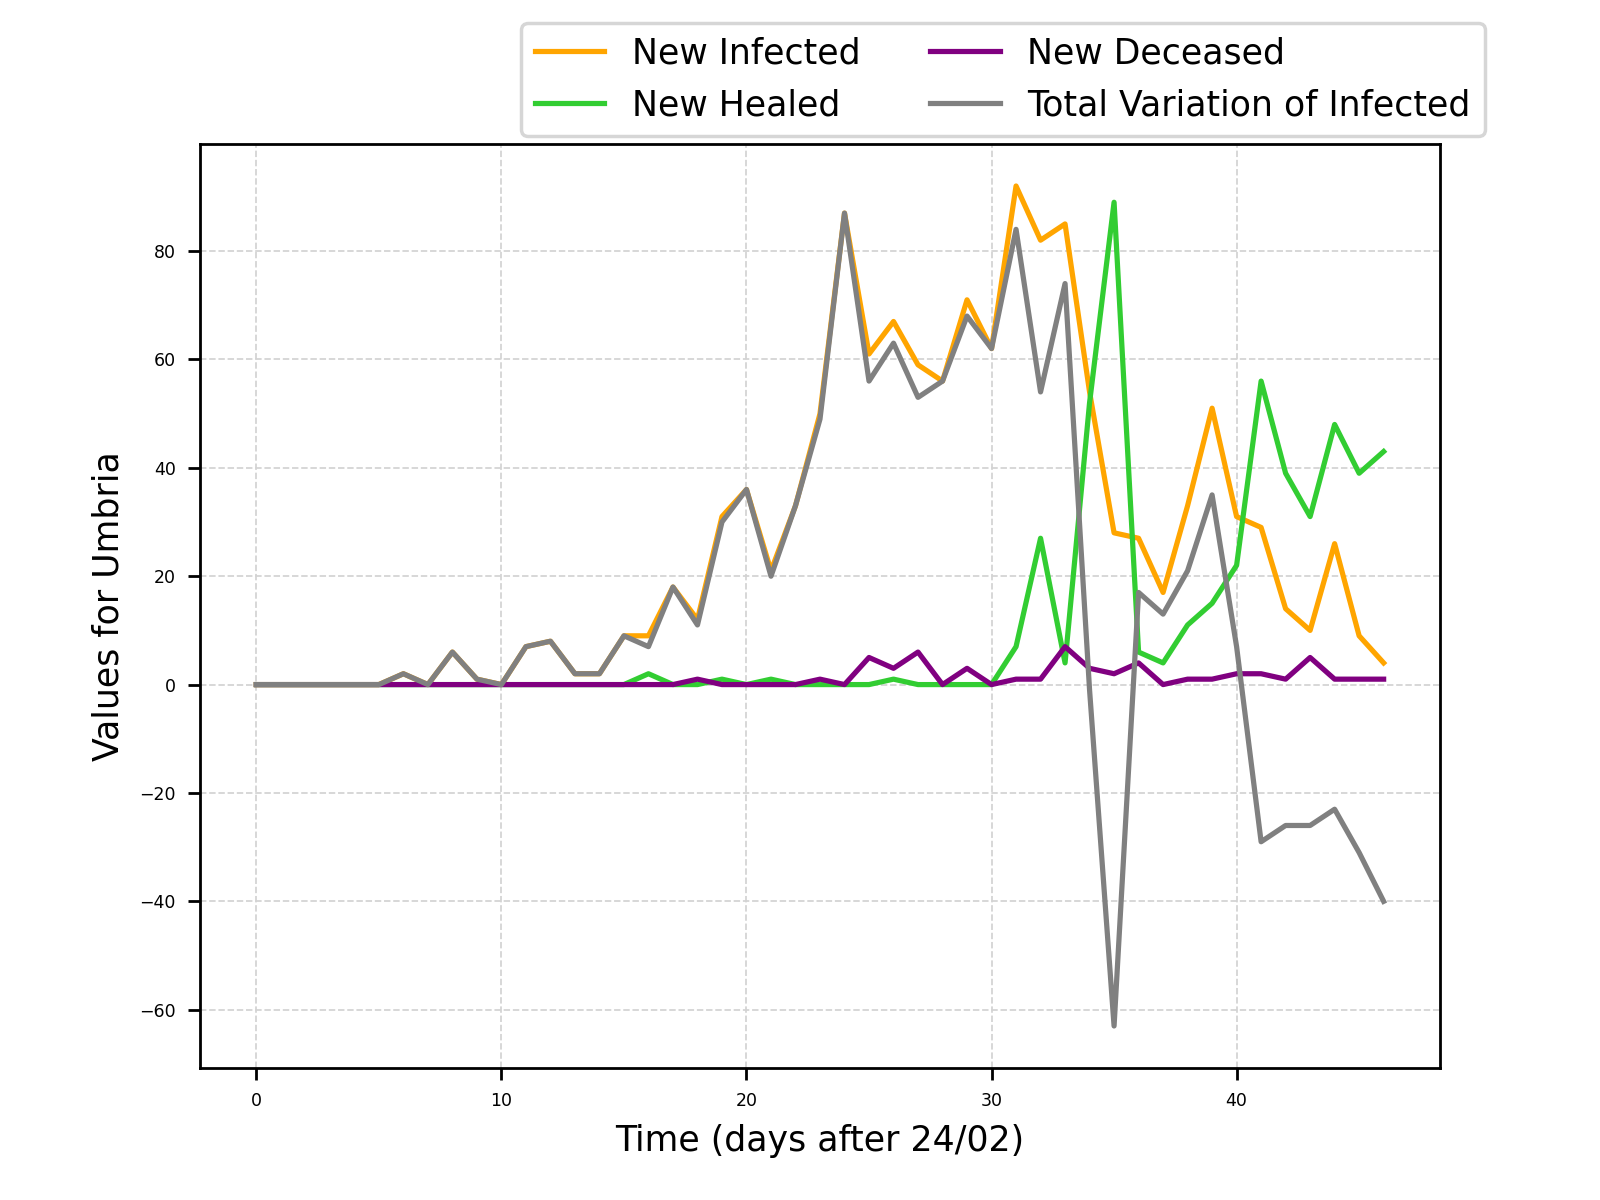 New Infected
New Healed
New Deceased
Total Variation of Infected
Values for Umbria
80
60
40
20
0
−20
−40
−60
0 10 20 30 40
Time (days after 24/02)